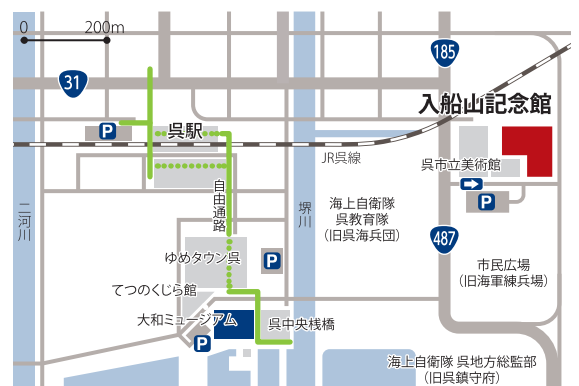 0 200m
31
185
入船山記念館
P
呉駅
JR呉線
呉市立美術館
P
自由通路
二河川
堺川
海上自衛隊
呉教育隊
（旧呉海兵団）
487
ゆめタウン呉
P
市民広場
（旧海軍練兵場）
てつのくじら館
大和ミュージアム
呉中央桟橋
P
海上自衛隊 呉地方総監部
（旧呉鎮守府）